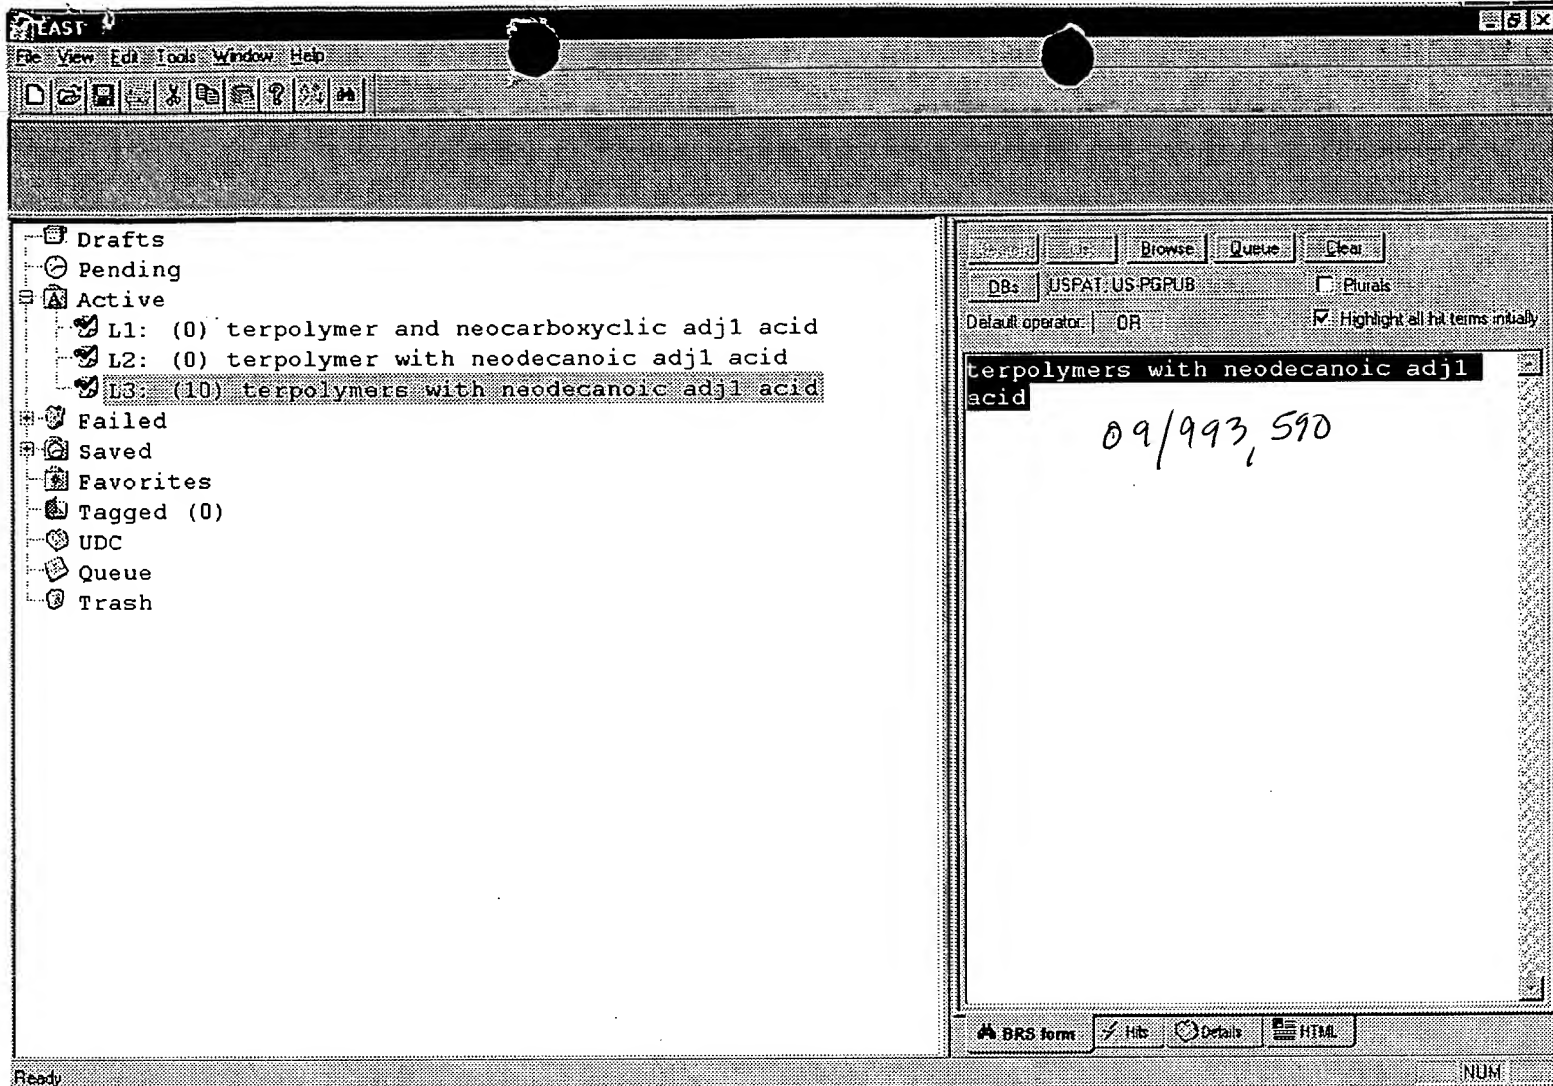 EAST
File View Edit Tools Window Help
Drafts
Pending
Active
L1: (0) terpolymer and neocarboxyclic adj1 acid
L2: (0) terpolymer with neodecanoic adj1 acid
L3: (10) terpolymers with neodecanoic adj1 acid
Failed
Saved
Favorites
Tagged (0)
UDC
Queue
Trash
Browse Queue Clear
DBs USPAT, US-PGPUB Plurals
Default operator: OR Highlight all hit terms initially
terpolymers with neodecanoic adj1
acid
09/993,590
BRS form Hits Details HTML
Ready NUM